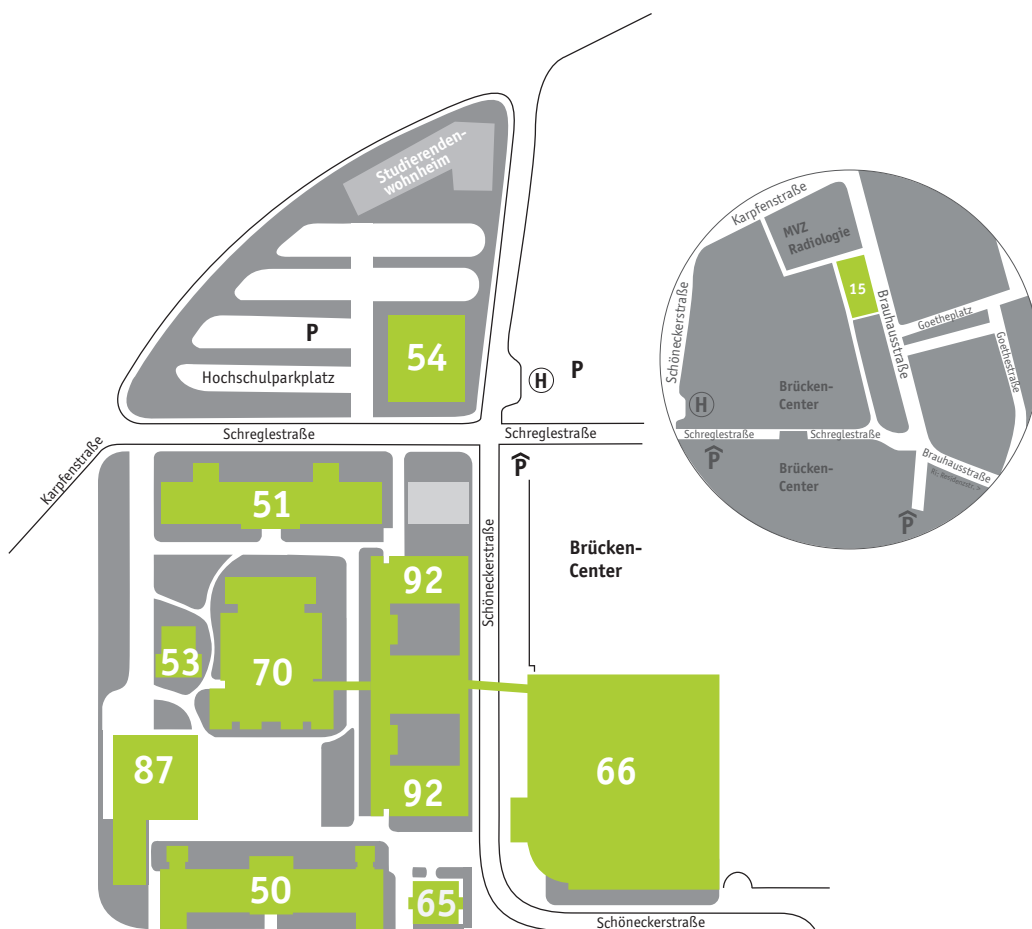 Studierenden-
wohnheim
P
54
Hochschulparkplatz
H
P
Schreglestraße
Schreglestraße
Karpfenstraße
P
51
Schöneckerstraße
Brücken-
Center
92
53
70
87
92
66
50
65
Schöneckerstraße
Karpfenstraße
MVZ
Radiologie
15
Brauhausstraße
Goetheplatz
Goethestraße
Schöneckerstraße
Brücken-
Center
H
Schreglestraße
Schreglestraße
P
Brücken-
Center
Brauhausstraße
P